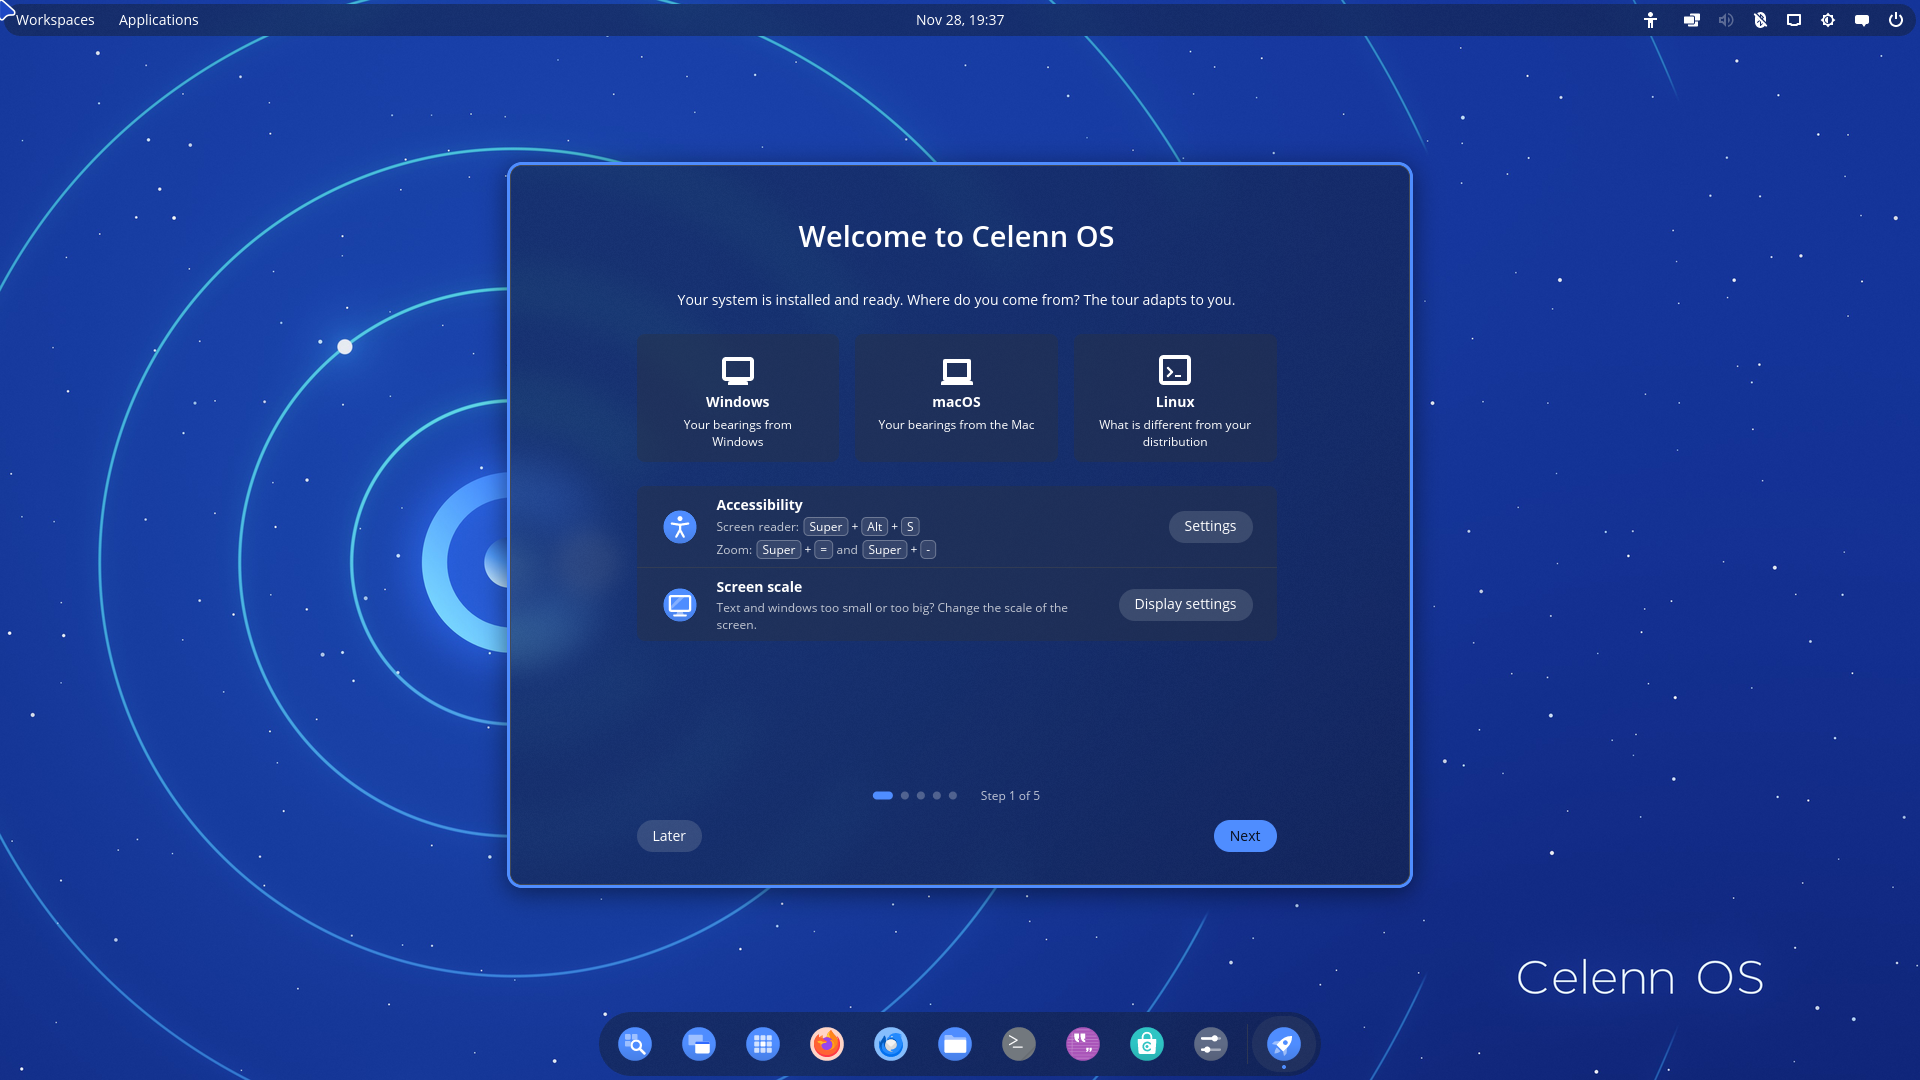 Workspaces Applications Nov 28, 19:37
Welcome to Celenn OS
Your system is installed and ready. Where do you come from? The tour adapts to you.
Windows
Your bearings from
Windows
macOS
Your bearings from the Mac
Linux
What is different from your
distribution
Accessibility
Screen reader: Super + Alt + S
Zoom: Super + = and Super + -
Settings
Screen scale
Text and windows too small or too big? Change the scale of the
screen.
Display settings
Step 1 of 5
Later
Next
Celenn OS